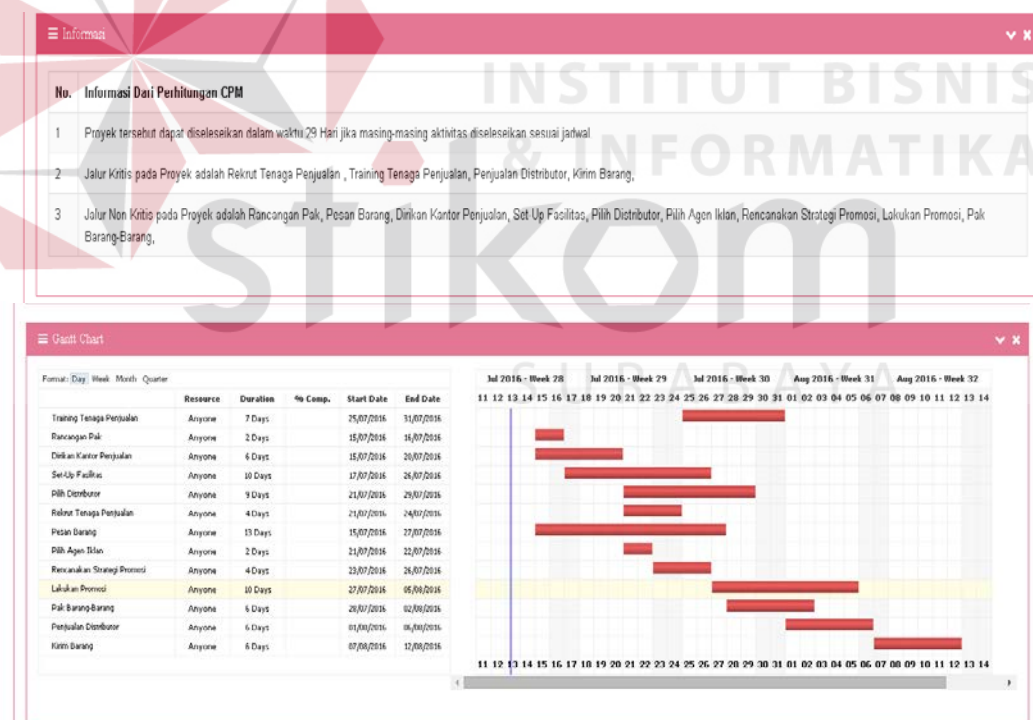 Informasi
No. Informasi Dari Perhitungan CPM
1 Proyek tersebut dapat diseleseikan dalam waktu 29 Hari jika masing-masing aktivitas diseleseikan sesuai jadwal
2 Jalur Kritis pada Proyek adalah Rekrut Tenaga Penjualan , Training Tenaga Penjualan, Penjualan Distributor, Kirim Barang,
3 Jalur Non Kritis pada Proyek adalah Rancangan Pak, Pesan Barang, Dirikan Kantor Penjualan, Set Up Fasilitas, Pilih Distributor, Pilih Agen Iklan, Rencanakan Strategi Promosi, Lakukan Promosi, Pak
Barang-Barang,
INSTITUT BISNIS
& INFORMATIKA
stikom
SURABAYA
Gantt Chart
Format: Day Week Month Quarter
Jul 2016 - Week 28 Jul 2016 - Week 29 Jul 2016 - Week 30 Aug 2016 - Week 31 Aug 2016 - Week 32
Resource Duration % Comp. Start Date End Date
11 12 13 14 15 16 17 18 19 20 21 22 23 24 25 26 27 28 29 30 31 01 02 03 04 05 06 07 08 09 10 11 12 13 14
Training Tenaga Penjualan Anyone 7 Days 25/07/2016 31/07/2016
Rancangan Pak Anyone 2 Days 15/07/2016 16/07/2016
Dirikan Kantor Penjualan Anyone 6 Days 15/07/2016 20/07/2016
Set-Up Fasilitas Anyone 10 Days 17/07/2016 26/07/2016
Pilih Distributor Anyone 9 Days 21/07/2016 29/07/2016
Rekrut Tenaga Penjualan Anyone 4 Days 21/07/2016 24/07/2016
Pesan Barang Anyone 13 Days 15/07/2016 27/07/2016
Pilih Agen Iklan Anyone 2 Days 21/07/2016 22/07/2016
Rencanakan Strategi Promosi Anyone 4 Days 23/07/2016 26/07/2016
Lakukan Promosi Anyone 10 Days 27/07/2016 05/08/2016
Pak Barang-Barang Anyone 6 Days 28/07/2016 02/08/2016
Penjualan Distributor Anyone 6 Days 01/08/2016 06/08/2016
Kirim Barang Anyone 6 Days 07/08/2016 12/08/2016
11 12 13 14 15 16 17 18 19 20 21 22 23 24 25 26 27 28 29 30 31 01 02 03 04 05 06 07 08 09 10 11 12 13 14